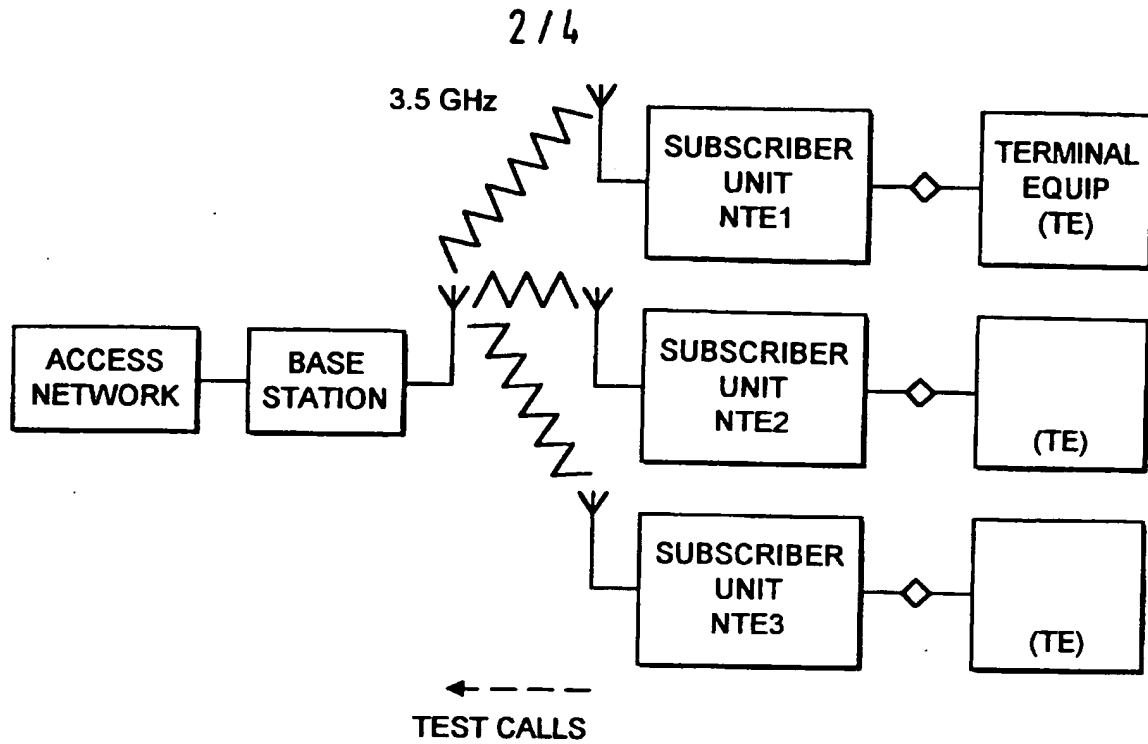 2/4
3.5 GHz
SUBSCRIBER
UNIT
NTE1
TERMINAL
EQUIP
(TE)
ACCESS
NETWORK
BASE
STATION
SUBSCRIBER
UNIT
NTE2
(TE)
SUBSCRIBER
UNIT
NTE3
(TE)
TEST CALLS